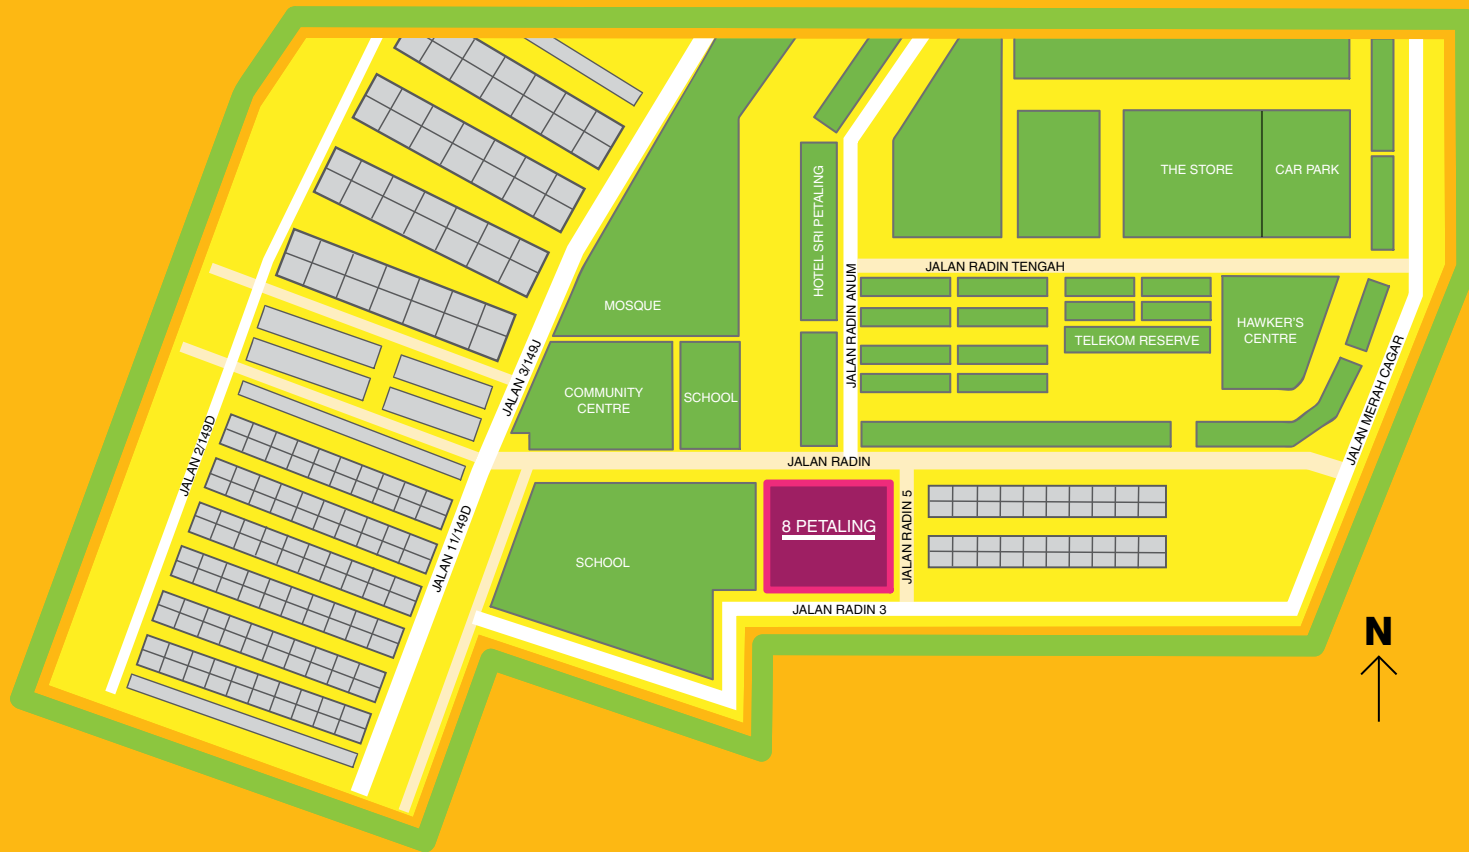 THE STORE
CAR PARK
HOTEL SRI PETALING
JALAN RADIN TENGAH
JALAN RADIN ANUM
MOSQUE
HAWKER'S
CENTRE
TELEKOM RESERVE
JALAN 3/149J
COMMUNITY
CENTRE
SCHOOL
JALAN MERAH CAGAR
JALAN 2/149D
JALAN RADIN
JALAN 11/149D
SCHOOL
8 PETALING
JALAN RADIN 5
JALAN RADIN 3
N